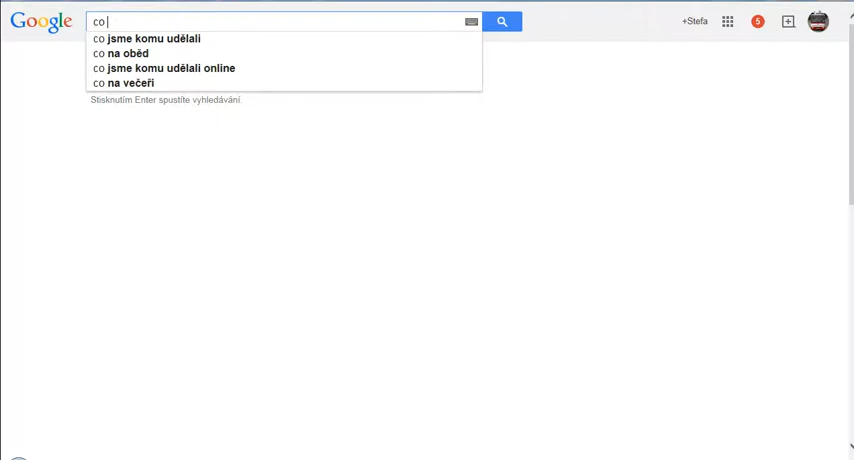 Google
co
+Stefa
5
co jsme komu udělali
co na oběd
co jsme komu udělali online
co na večeři
Stisknutím Enter spustíte vyhledávání.